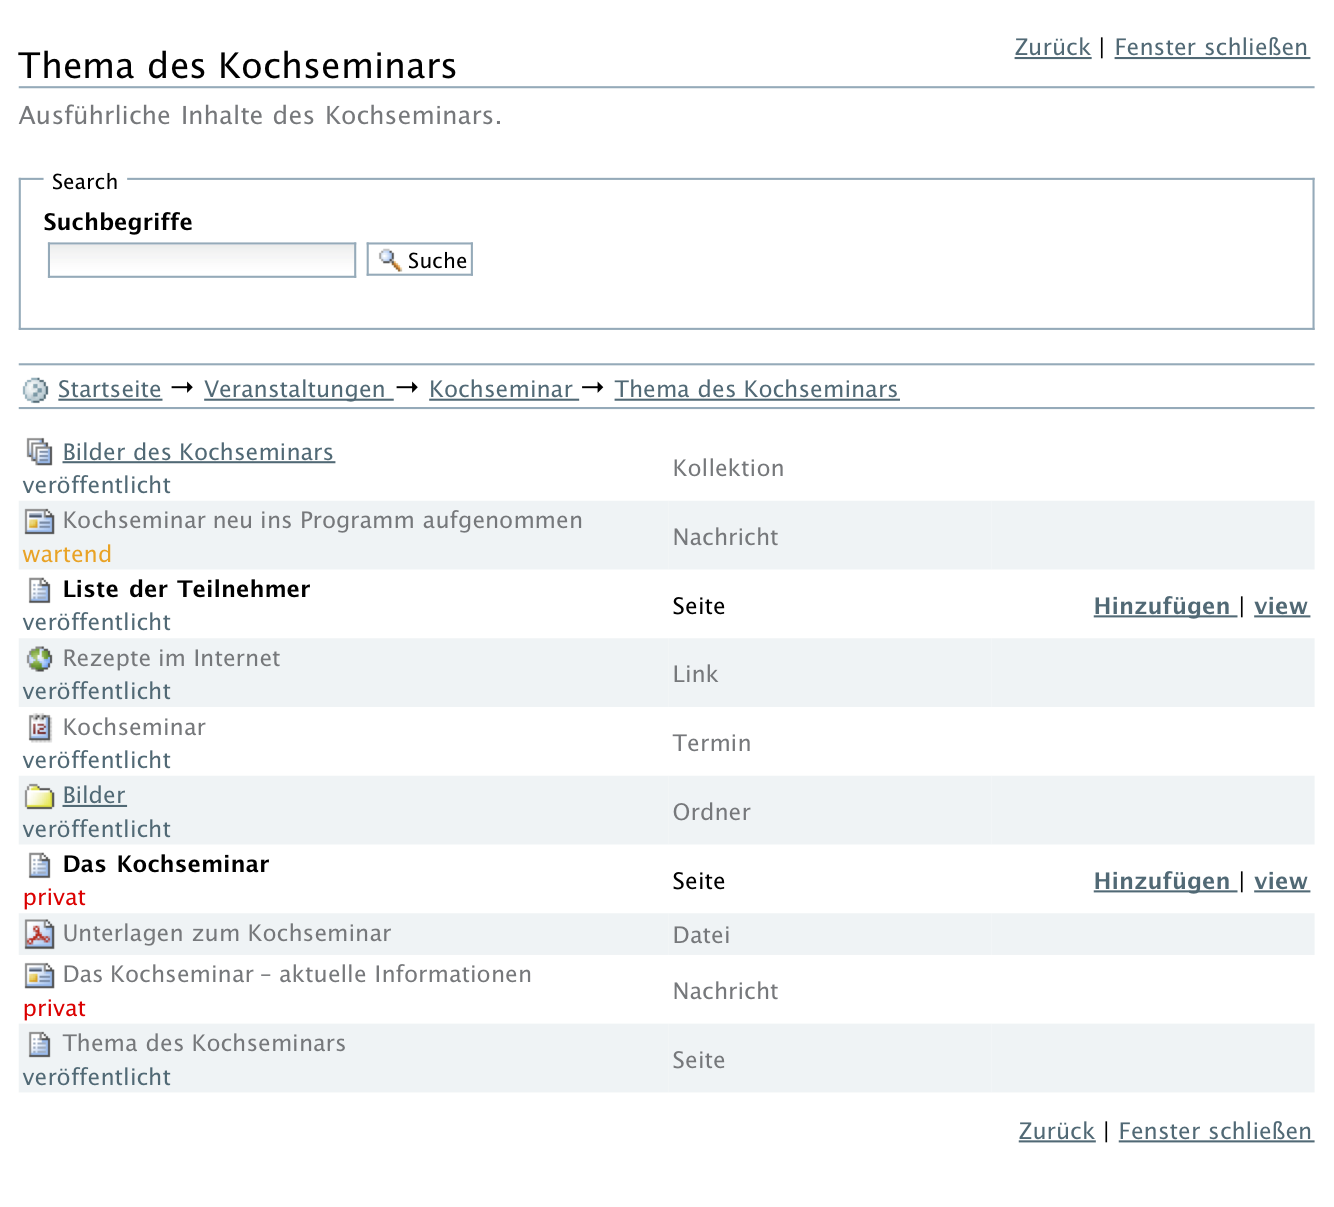 Zurück | Fenster schließen
Thema des Kochseminars
Ausführliche Inhalte des Kochseminars.
Search
Suchbegriffe
Suche
Startseite → Veranstaltungen → Kochseminar → Thema des Kochseminars
Bilder des Kochseminars
veröffentlicht
Kollektion
Kochseminar neu ins Programm aufgenommen
wartend
Nachricht
Liste der Teilnehmer
veröffentlicht
Seite
Hinzufügen | view
Rezepte im Internet
veröffentlicht
Link
12
Kochseminar
veröffentlicht
Termin
Bilder
veröffentlicht
Ordner
Das Kochseminar
privat
Seite
Hinzufügen | view
Unterlagen zum Kochseminar
Datei
Das Kochseminar – aktuelle Informationen
privat
Nachricht
Thema des Kochseminars
veröffentlicht
Seite
Zurück | Fenster schließen